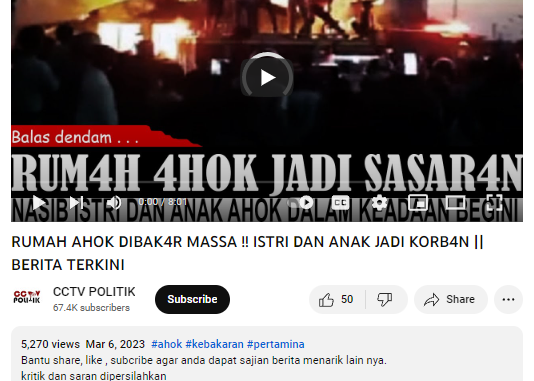 Balas dendam . . .
RUM4H 4HOK JADI SASAR4N
NASIB ISTRI DAN ANAK AHOK DALAM KEADAAN BEGINI
0:00 / 8:01
CC
RUMAH AHOK DIBAK4R MASSA !! ISTRI DAN ANAK JADI KORB4N ||
BERITA TERKINI
CCTV POLITIK
CCTV POLITIK
67.4K subscribers
Subscribe
50
Share
5,270 views Mar 6, 2023 #ahok #kebakaran #pertamina
Bantu share, like , subcribe agar anda dapat sajian berita menarik lain nya.
kritik dan saran dipersilahkan